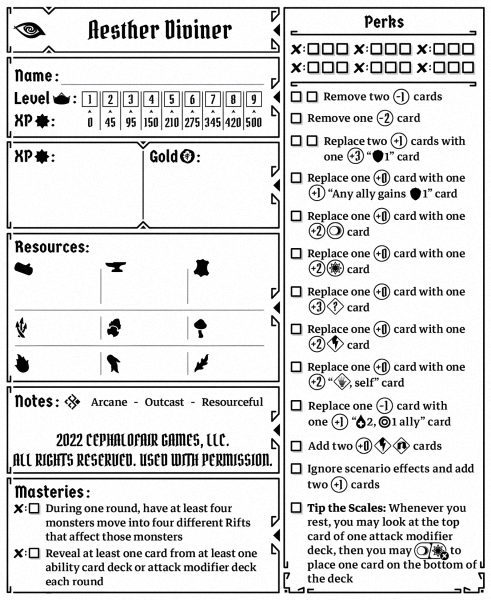 Aesther Diviner
Name:
Level : 1 2 3 4 5 6 7 8 9
XP : 0 45 95 150 210 275 345 420 500
XP : Gold :
Resources:
Notes: Arcane - Outcast - Resourceful
2022 CEPHALOFAIR GAMES, LLC.
ALL RIGHTS RESERVED. USED WITH PERMISSION.
Masteries:
During one round, have at least four
monsters move into four different Rifts
that affect those monsters
Reveal at least one card from at least one
ability card deck or attack modifier deck
each round
Perks
Remove two -1 cards
Remove one -2 card
Replace two +1 cards with
one +3 “ 1” card
Replace one +0 card with one
+1 “Any ally gains 1” card
Replace one +0 card with one
+2 card
Replace one +0 card with one
+2 card
Replace one +0 card with one
+3 ? card
Replace one +0 card with one
+2 card
Replace one +0 card with one
+2 “ , self” card
Replace one -1 card with
one +1 “ 2, 1 ally” card
Add two +0 cards
Ignore scenario effects and add
two +1 cards
Tip the Scales: Whenever you
rest, you may look at the top
card of one attack modifier
deck, then you may to
place one card on the bottom of
the deck